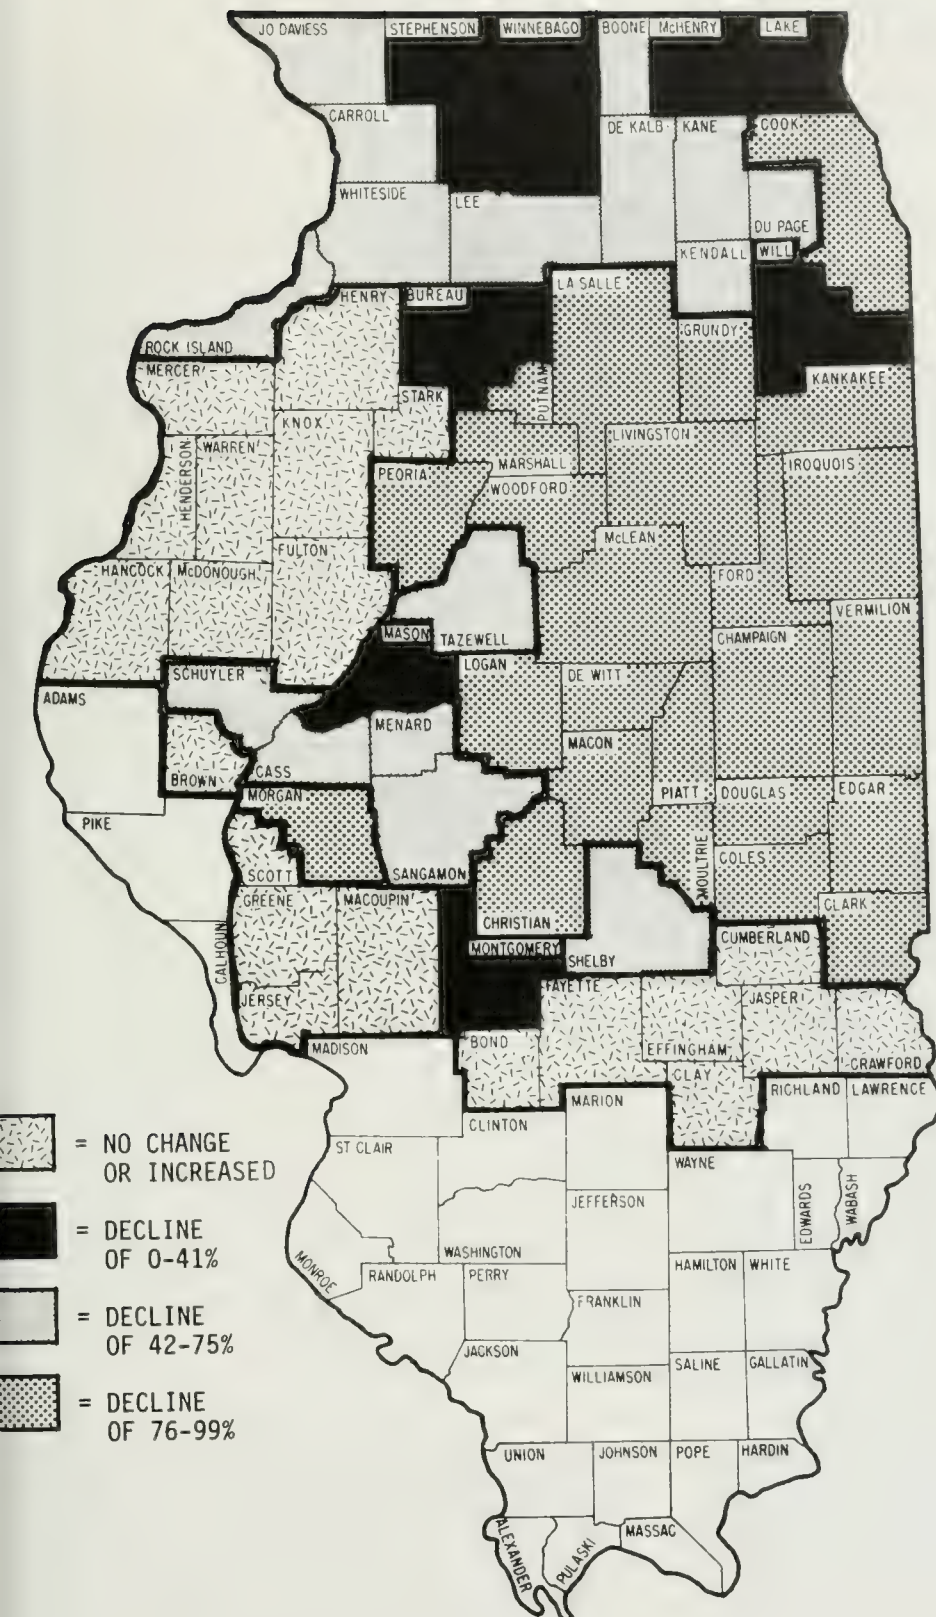 JO DAVIESS STEPHENSON WINNEBAGO BOONE McHENRY LAKE
CARROLL DE KALB KANE COOK
WHITESIDE LEE
DU PAGE
KENDALL WILL
HENRY BUREAU LA SALLE
GRUNDY
ROCK ISLAND
MERCER
KANKAKEE
STARK PUTNAM
KNOX
LIVINGSTON
HENDERSON WARREN
MARSHALL IROQUOIS
PEORIA
WOODFORD
McLEAN
FULTON
HANCOCK McDONOUGH FORD
VERMILION
MASON TAZEWELL CHAMPAIGN
LOGAN
SCHUYLER DE WITT
ADAMS
MENARD
MACON
BROWN CASS
MORGAN PIATT DOUGLAS EDGAR
PIKE
MOULTRIE
COLES
SCOTT SANGAMON
GREENE MACOUPIN CLARK
CHRISTIAN
CALHOUN
MONTGOMERY CUMBERLAND
SHELBY
FAYETTE
JERSEY JASPER
MADISON BOND EFFINGHAM
CRAWFORD
CLAY
RICHLAND LAWRENCE
MARION
CLINTON
= NO CHANGE
OR INCREASED
ST CLAIR
WAYNE
EDWARDS WABASH
JEFFERSON
= DECLINE
OF 0-41%
WASHINGTON
MONROE
RANDOLPH PERRY
HAMILTON WHITE
FRANKLIN
= DECLINE
OF 42-75%
JACKSON
SALINE GALLATIN
WILLIAMSON
= DECLINE
OF 76-99%
UNION JOHNSON POPE HARDIN
ALEXANDER
PULASKI
MASSAC